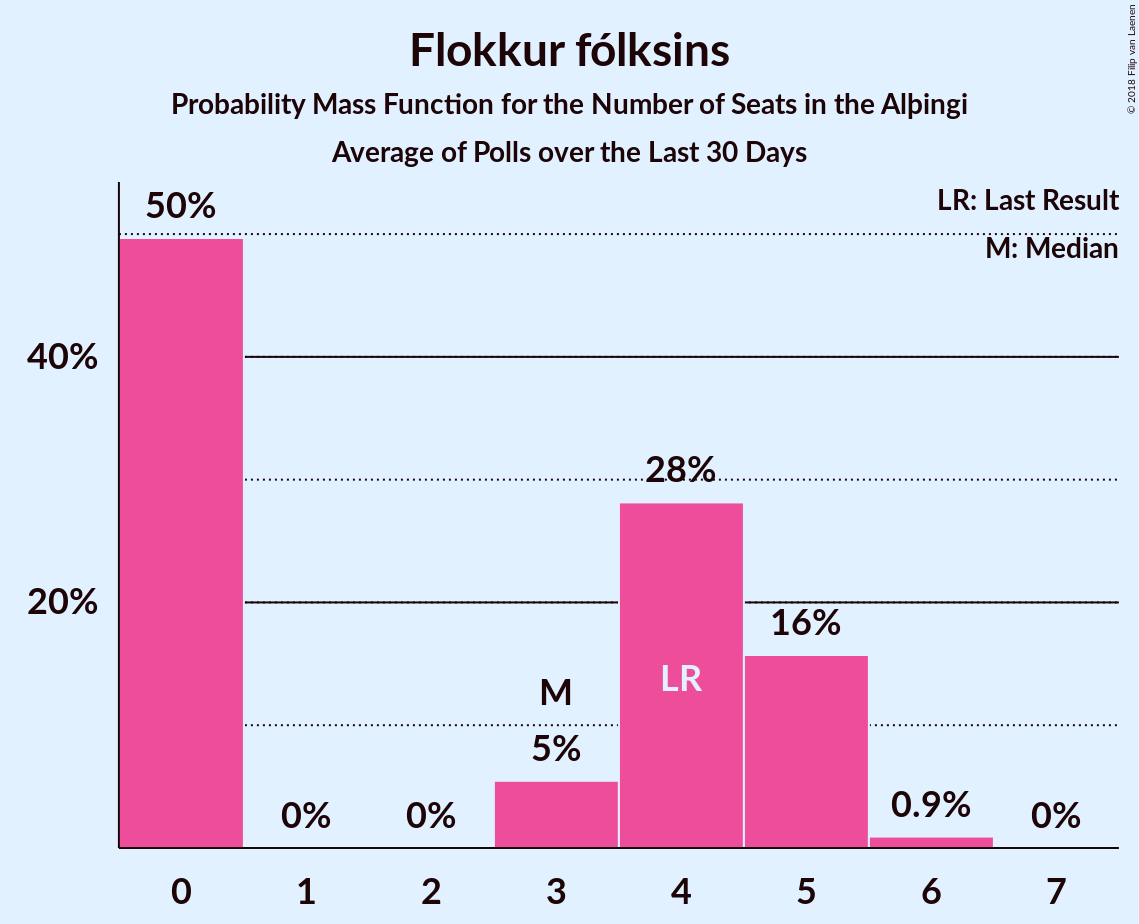 Flokkur fólksins
Probability Mass Function for the Number of Seats in the Alþingi
Average of Polls over the Last 30 Days
© 2018 Filip van Laenen
LR: Last Result
M: Median
50%
40%
28%
20%
16%
LR
M
5%
0.9%
0%
0%
0%
0
1
2
3
4
5
6
7